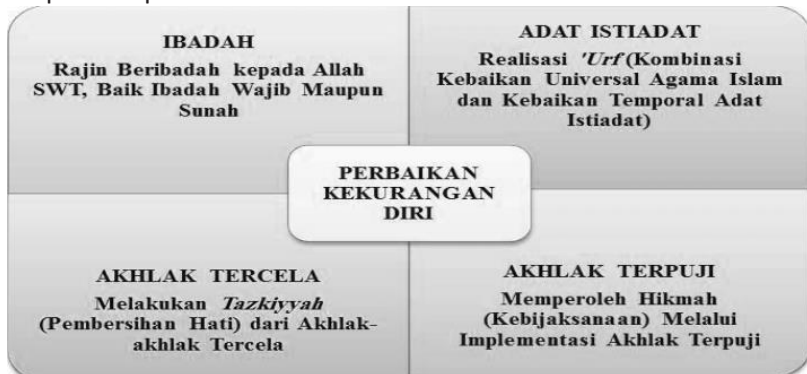 IBADAH
Rajin Beribadah kepada Allah
SWT, Baik Ibadah Wajib Maupun
Sunah
ADAT ISTIADAT
Realisasi 'Urf (Kombinasi
Kebaikan Universal Agama Islam
dan Kebaikan Temporal Adat
Istiadat)
PERBAIKAN
KEKURANGAN
DIRI
AKHLAK TERCELA
Melakukan Tazkiyyah
(Pembersihan Hati) dari Akhlak-
akhlak Tercela
AKHLAK TERPUJI
Memperoleh Hikmah
(Kebijaksanaan) Melalui
Implementasi Akhlak Terpuji